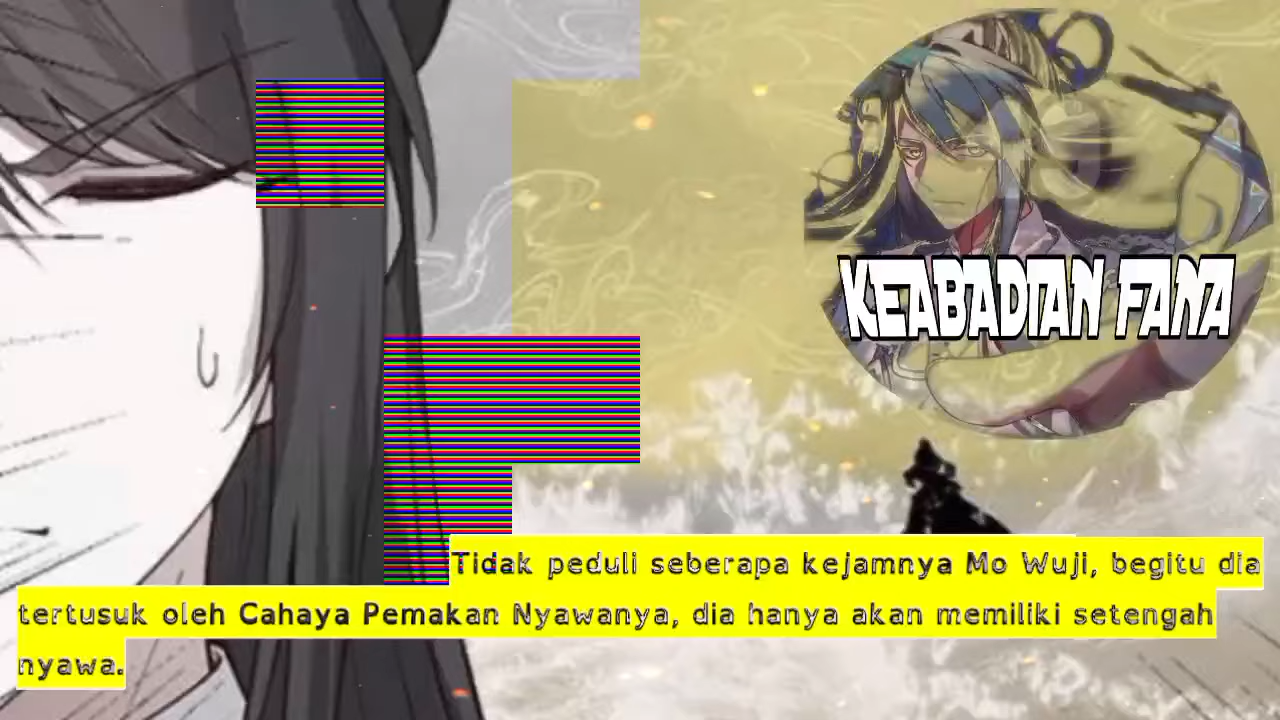 KEABADIAN FANA
Tidak peduli seberapa kejamnya Mo Wuji, begitu dia
tertusuk oleh Cahaya Pemakan Nyawanya, dia hanya akan memiliki setengah
nyawa.